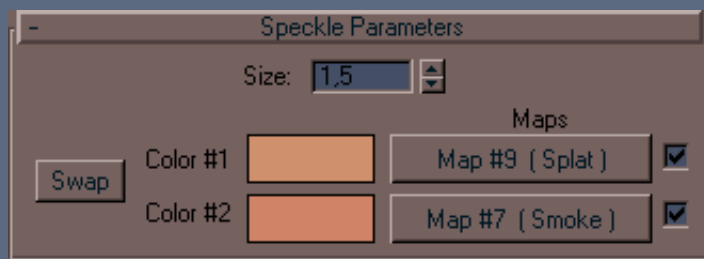 - Speckle Parameters
Size: 1,5
Maps
Color #1 Map #9 ( Splat )
Swap
Color #2 Map #7 ( Smoke )